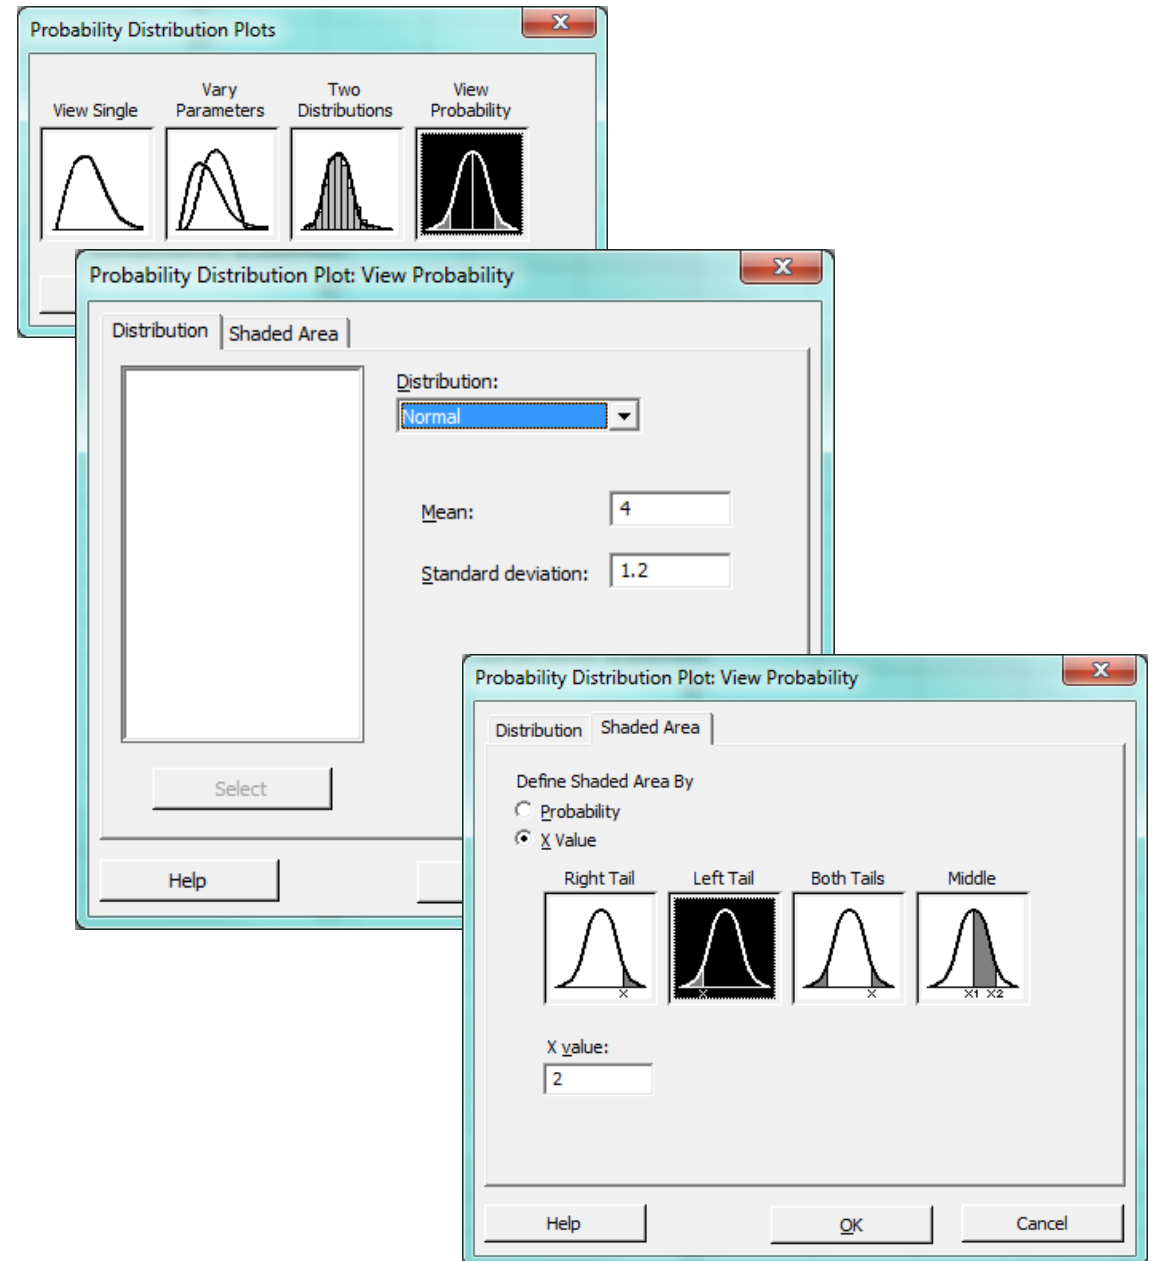 Probability Distribution Plots
View Single
Vary
Parameters
Two
Distributions
View
Probability
Probability Distribution Plot: View Probability
Distribution
Shaded Area
Distribution:
Normal
Mean:
4
Standard deviation:
1.2
Select
Help
Probability Distribution Plot: View Probability
Distribution
Shaded Area
Define Shaded Area By
Probability
X Value
Right Tail
Left Tail
Both Tails
Middle
X
X
X
X1 X2
X value:
2
Help
OK
Cancel